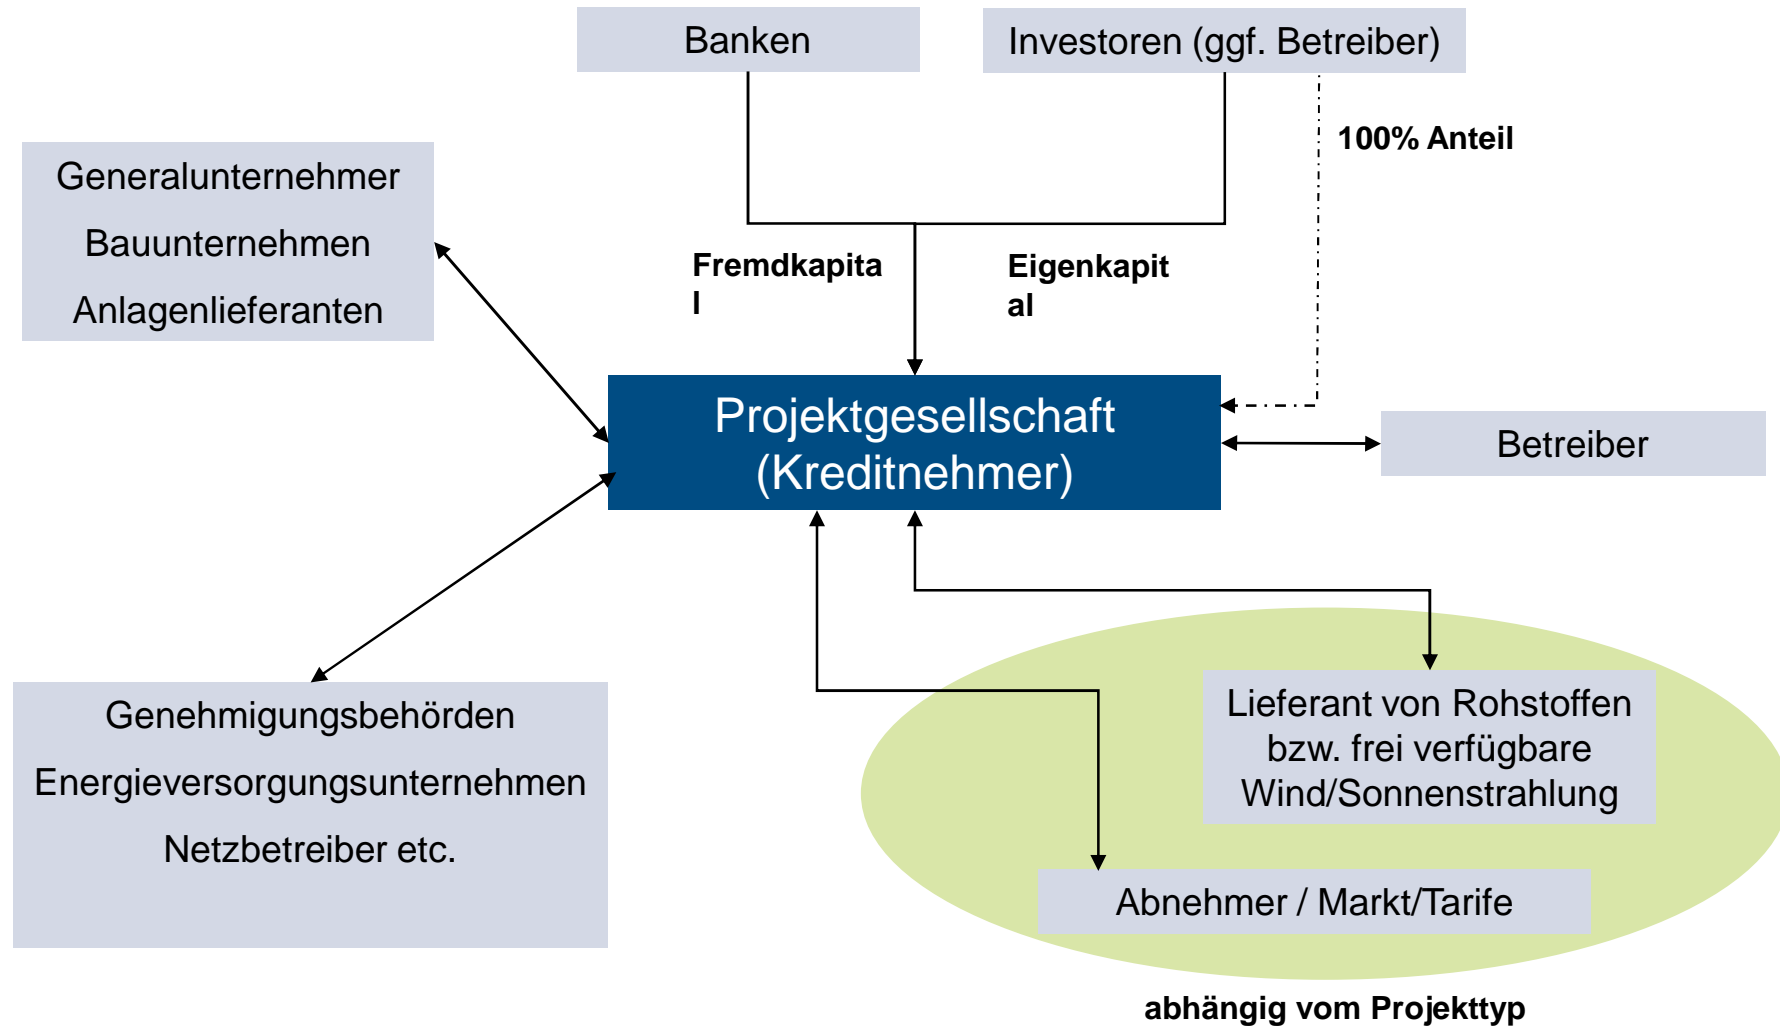 Banken
Investoren (ggf. Betreiber)
100% Anteil
Generalunternehmer
Bauunternehmen
Anlagenlieferanten
Fremdkapita
l
Eigenkapit
al
Projektgesellschaft
(Kreditnehmer)
Betreiber
Genehmigungsbehörden
Energieversorgungsunternehmen
Netzbetreiber etc.
Lieferant von Rohstoffen
bzw. frei verfügbare
Wind/Sonnenstrahlung
Abnehmer / Markt/Tarife
abhängig vom Projekttyp